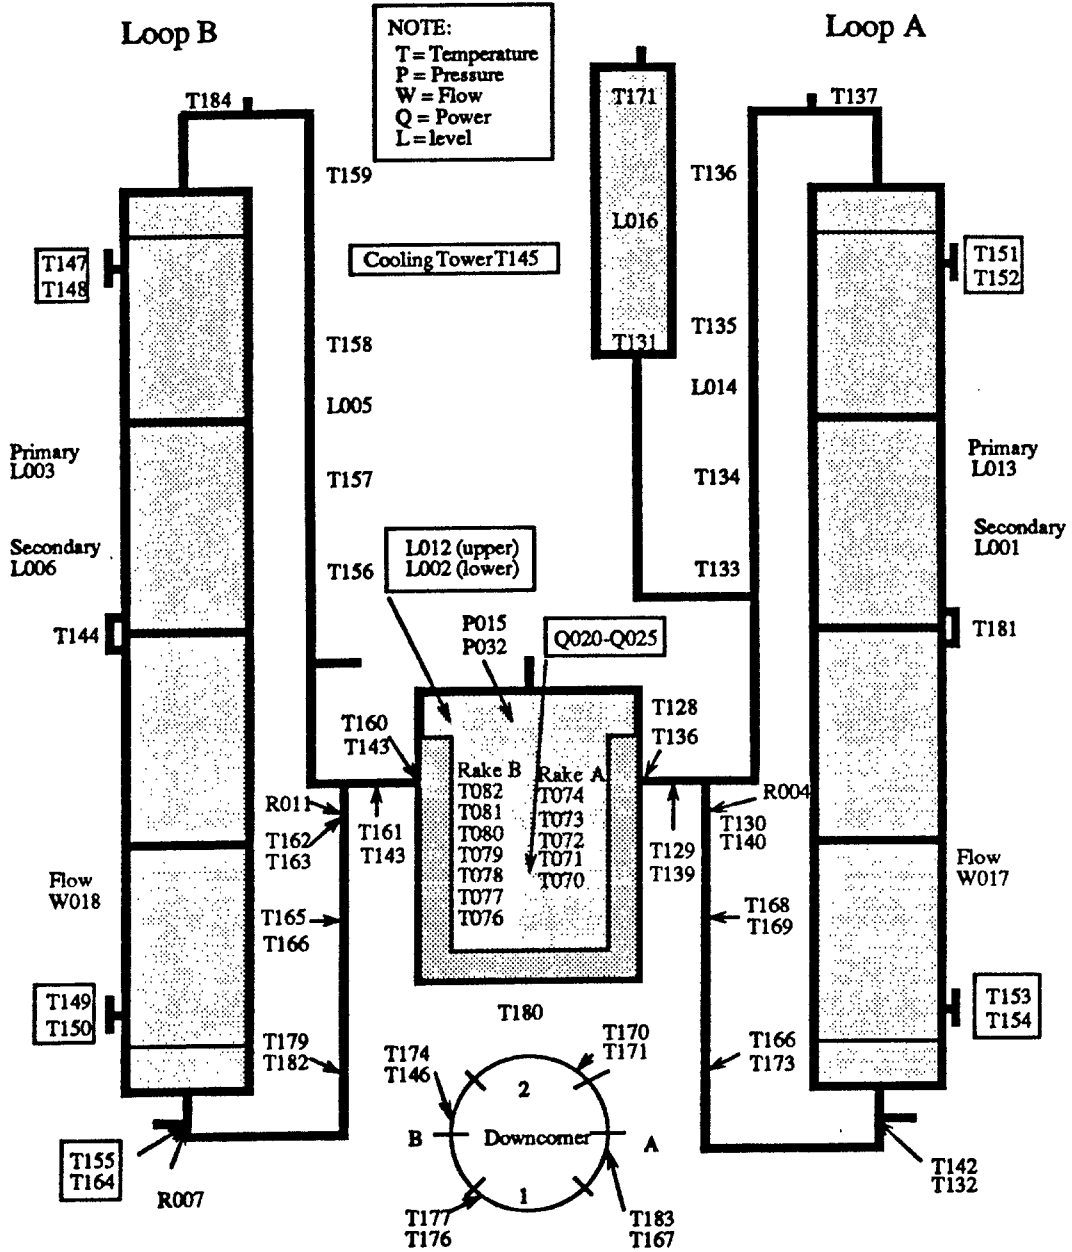 Loop B
Loop A
NOTE:
T = Temperature
P = Pressure
W = Flow
Q = Power
L = level
T184
T171
T137
T159
T136
L016
T147
T148
Cooling Tower T145
T151
T152
T158
T131
T135
L005
L014
Primary
L003
Primary
L013
T157
T134
Secondary
L006
L012 (upper)
L002 (lower)
Secondary
L001
T156
T133
T144
P015
P032
Q020-Q025
T181
T160
T143
T128
T136
Rake B
T082
T081
T080
T079
T078
T077
T076
Rake A
T074
T073
T072
T071
T070
R011
T162
T163
T161
T143
R004
T130
T140
T129
T139
Flow
W018
Flow
W017
T165
T166
T168
T169
T149
T150
T153
T154
T180
T179
T182
T174
T146
T170
T171
T166
T173
2
B
Downcomer
A
1
T155
T164
R007
T177
T176
T183
T167
T142
T132